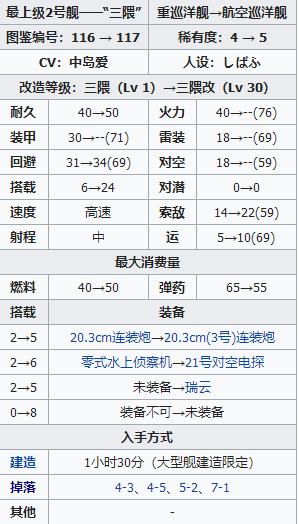 最上级2号舰——“三隈” 重巡洋舰→航空巡洋舰
图鉴编号：116 → 117 稀有度：4 → 5
CV：中岛爱 人设：しばふ
改造等级：三隈（Lv 1）→三隈改（Lv 30）
耐久 40→50 火力 40→--(76)
装甲 30→--(71) 雷装 18→--(69)
回避 31→34(69) 对空 18→--(59)
搭载 6→24 对潜 0→0
速度 高速 索敌 14→22(59)
射程 中 运 5→10(69)
最大消费量
燃料 40→50 弹药 65→55
搭载 装备
2→5 20.3cm连装炮→20.3cm(3号)连装炮
2→6 零式水上侦察机→21号对空电探
2→5 未装备→瑞云
0→8 装备不可→未装备
入手方式
建造 1小时30分（大型舰建造限定）
掉落 4-3、4-5、5-2、7-1
其他 -